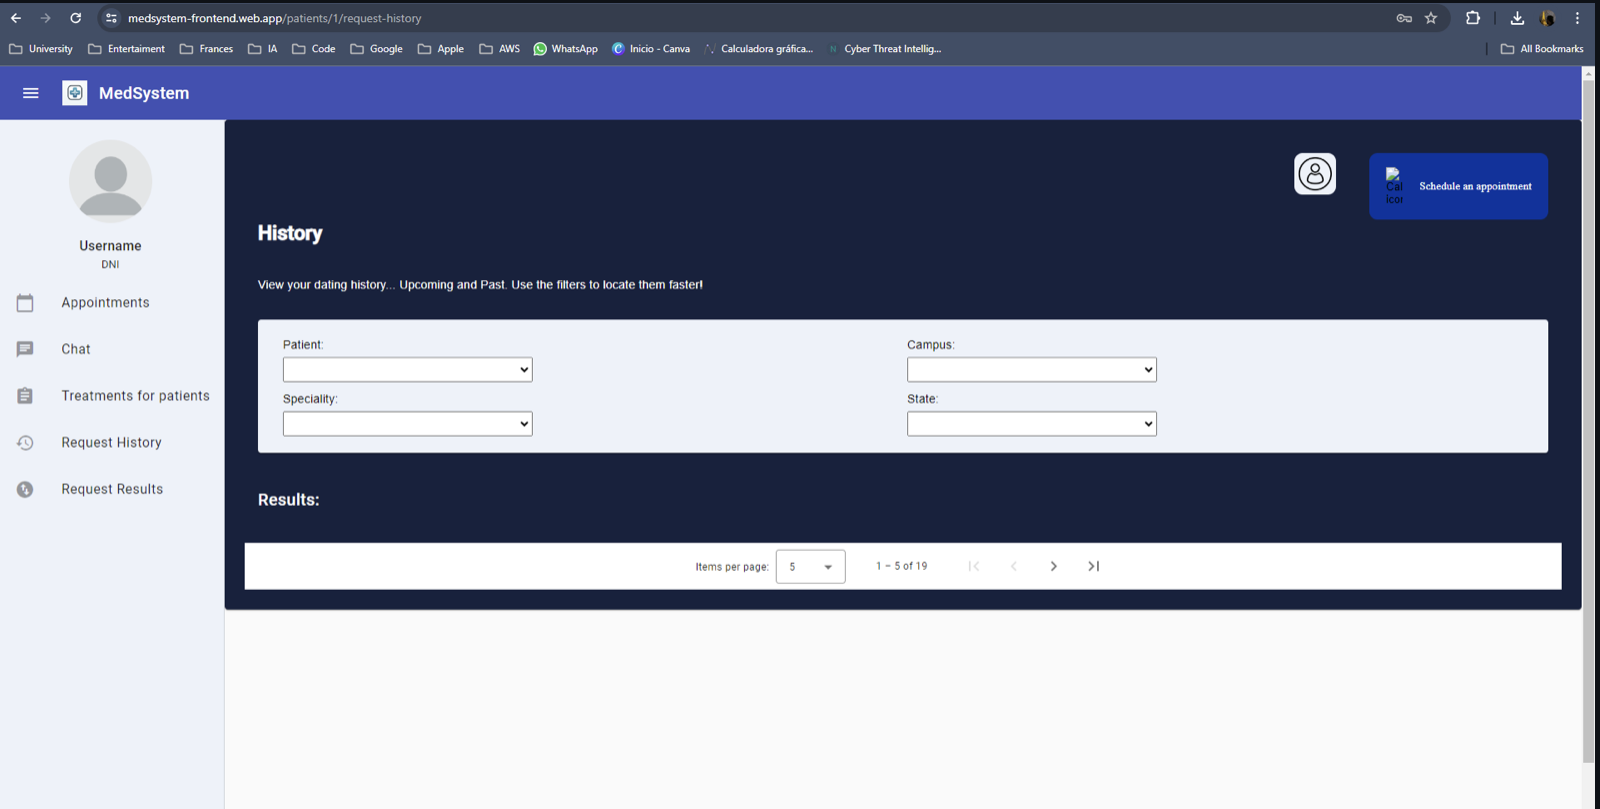 medsystem-frontend.web.app/patients/1/request-history
University Entertaiment Frances IA Code Google Apple AWS WhatsApp Inicio - Canva Calculadora gráfica... Cyber Threat Intellig... All Bookmarks
MedSystem
Username
DNI
Appointments
Chat
Treatments for patients
Request History
Request Results
Cal
icor
Schedule an appointment
History
View your dating history... Upcoming and Past. Use the filters to locate them faster!
Patient:
Campus:
Speciality:
State:
Results:
Items per page: 5 1 – 5 of 19